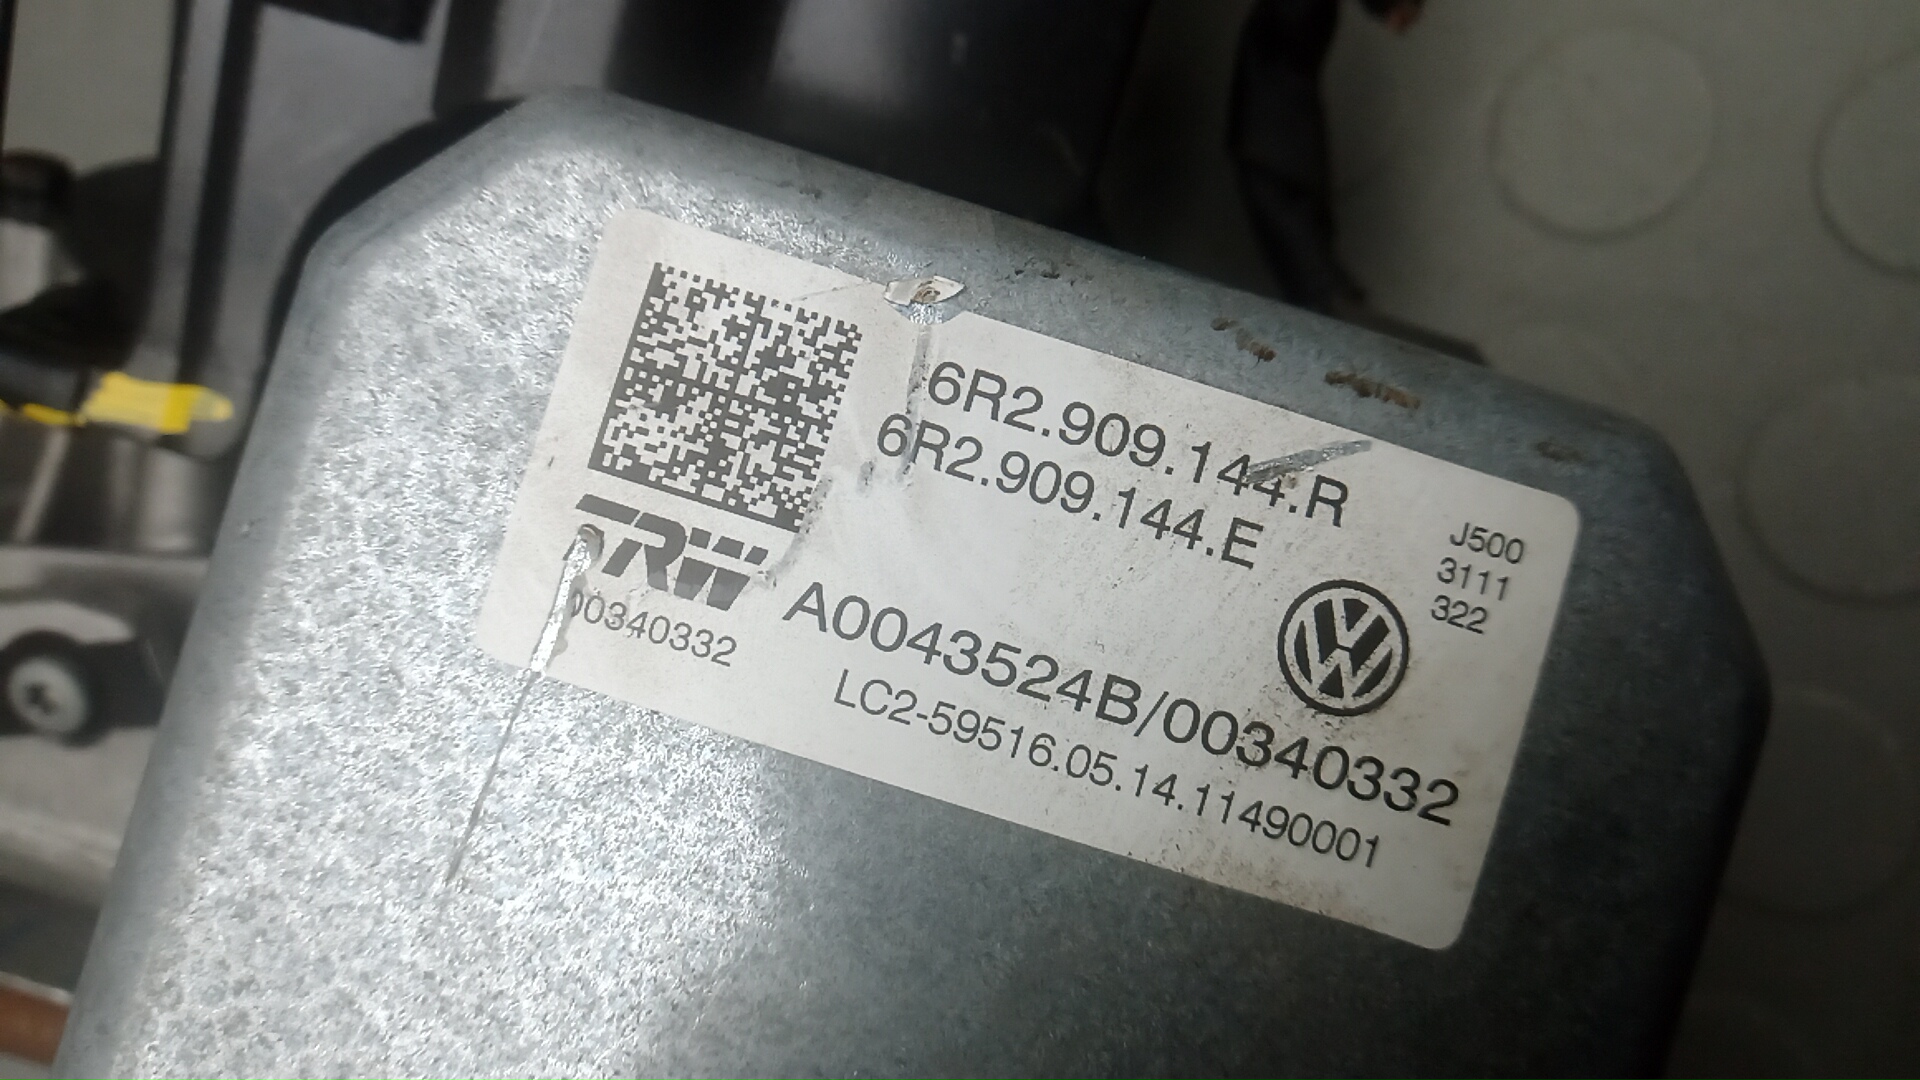 6R2.909.144.R
6R2.909.144.E
J500
3111
322
TRW
00340332
A0043524B/00340332
LC2-59516.05.14.11490001